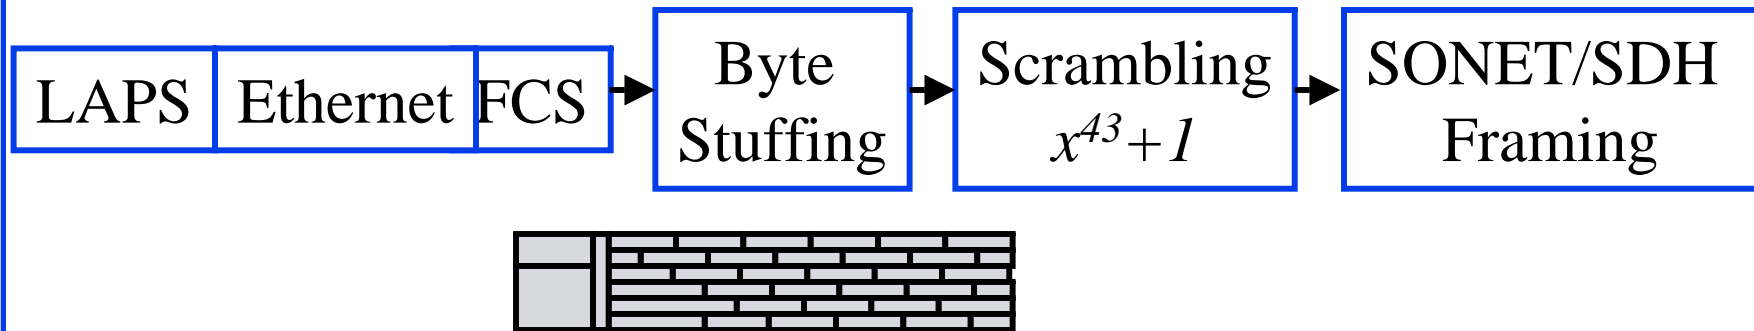 LAPS Ethernet FCS
Byte
Stuffing
Scrambling
x⁴³+1
SONET/SDH
Framing